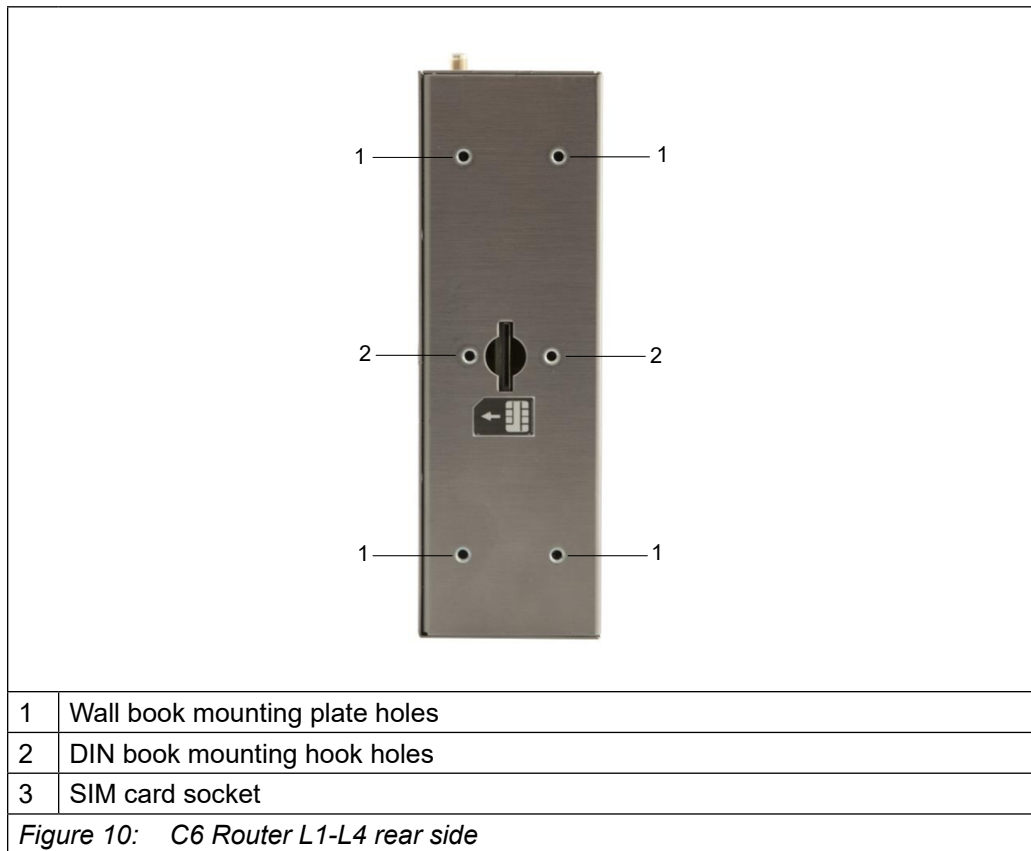 1 1
2 2
1 1
1 Wall book mounting plate holes
2 DIN book mounting hook holes
3 SIM card socket
Figure 10: C6 Router L1-L4 rear side